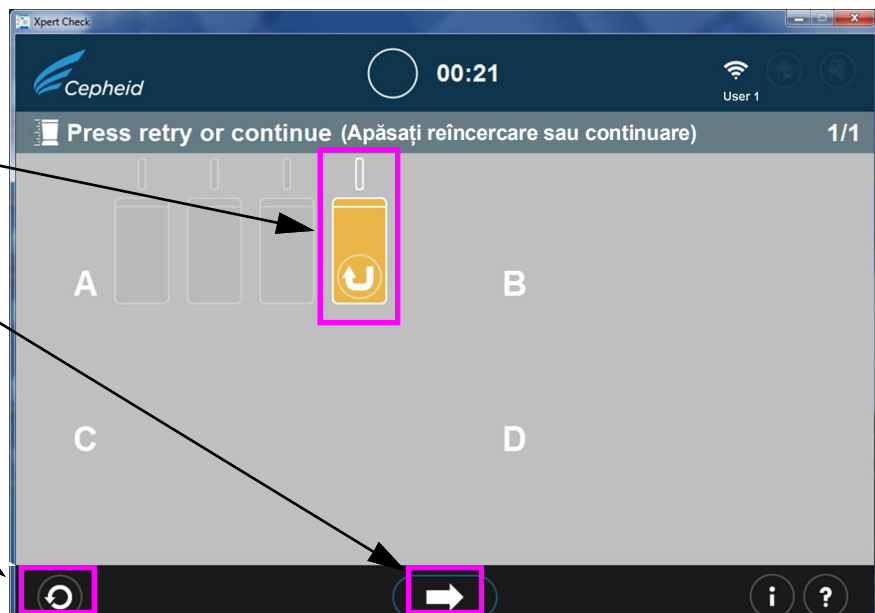 Xpert Check
Cepheid
00:21
User 1
Press retry or continue (Apăsați reîncercare sau continuare)
1/1
A
B
C
D
i
?